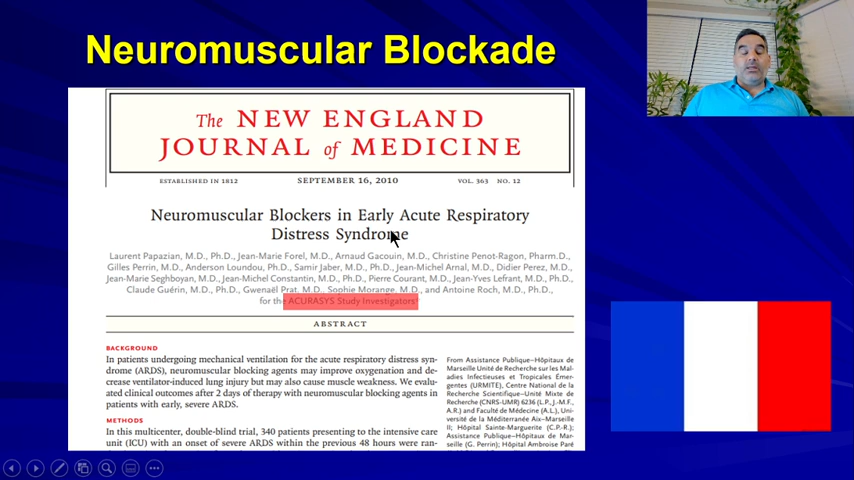 Neuromuscular Blockade
The NEW ENGLAND
JOURNAL of MEDICINE
ESTABLISHED IN 1812
SEPTEMBER 16, 2010
VOL. 363 NO. 12
Neuromuscular Blockers in Early Acute Respiratory
Distress Syndrome
Laurent Papazian, M.D., Ph.D., Jean-Marie Forel, M.D., Arnaud Gacouin, M.D., Christine Penot-Ragon, Pharm.D.,
Gilles Perrin, M.D., Anderson Loundou, Ph.D., Samir Jaber, M.D., Ph.D., Jean-Michel Arnal, M.D., Didier Perez, M.D.,
Jean-Marie Seghboyan, M.D., Jean-Michel Constantin, M.D., Ph.D., Pierre Courant, M.D., Jean-Yves Lefrant, M.D., Ph.D.,
Claude Guérin, M.D., Ph.D., Gwenaël Prat, M.D., Sophie Morange, M.D., and Antoine Roch, M.D., Ph.D.,
for the ACURASYS Study Investigators*
ABSTRACT
BACKGROUND
In patients undergoing mechanical ventilation for the acute respiratory distress syn-
drome (ARDS), neuromuscular blocking agents may improve oxygenation and de-
crease ventilator-induced lung injury but may also cause muscle weakness. We evalu-
ated clinical outcomes after 2 days of therapy with neuromuscular blocking agents in
patients with early, severe ARDS.
METHODS
In this multicenter, double-blind trial, 340 patients presenting to the intensive care
unit (ICU) with an onset of severe ARDS within the previous 48 hours were ran-
From Assistance Publique–Hôpitaux de
Marseille Unité de Recherche sur les Mal-
adies Infectieuses et Tropicales Émer-
gentes (URMITE), Centre National de la
Recherche Scientifique–Unité Mixte de
Recherche (CNRS-UMR) 6236 (L.P., J.-M.F.,
A.R.) and Faculté de Médecine (A.L.), Uni-
versité de la Méditerranée Aix–Marseille
II; Hôpital Sainte-Marguerite (C.P.-R.);
Assistance Publique–Hôpitaux de Mar-
seille (G. Perrin); Hôpital Ambroise Paré